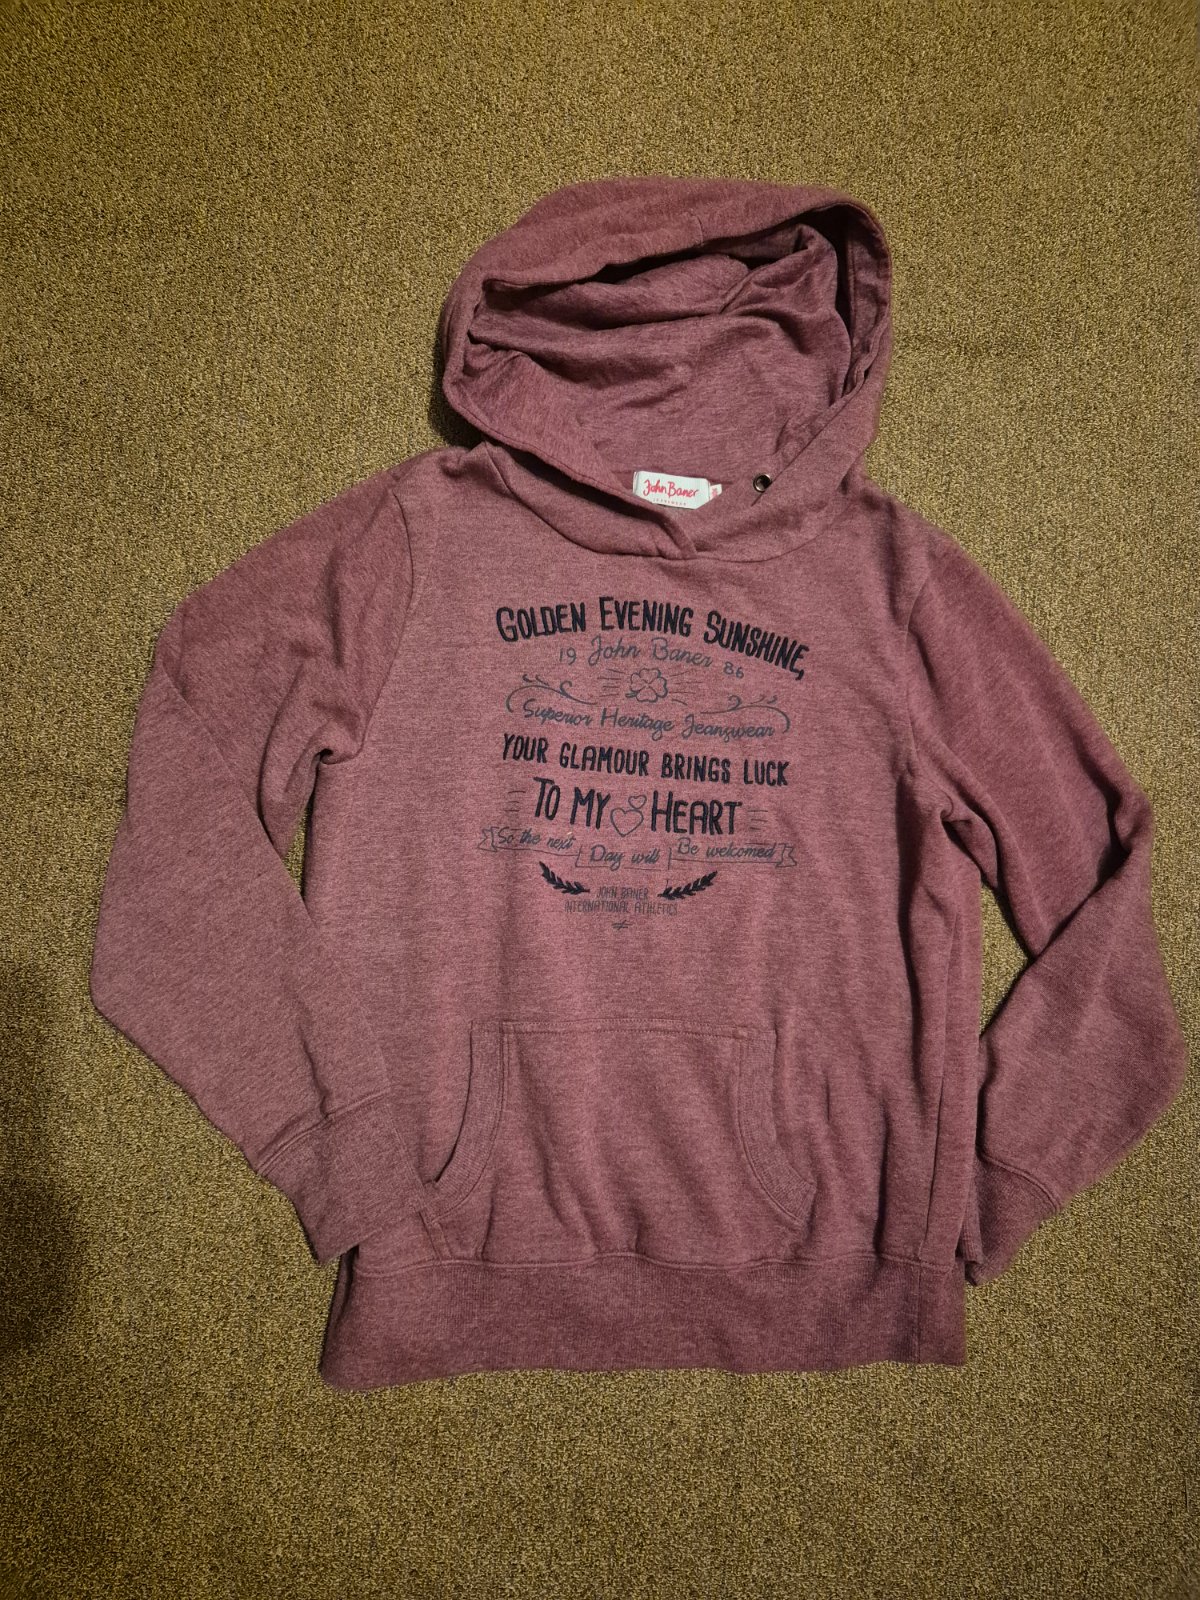 John Baner
JEANSWEAR
GOLDEN EVENING SUNSHINE,
19 John Baner 86
Superior Heritage Jeanswear
YOUR GLAMOUR BRINGS LUCK
TO MY HEART
So the next Day will Be welcomed
JOHN BANER
INTERNATIONAL ATHLETICS